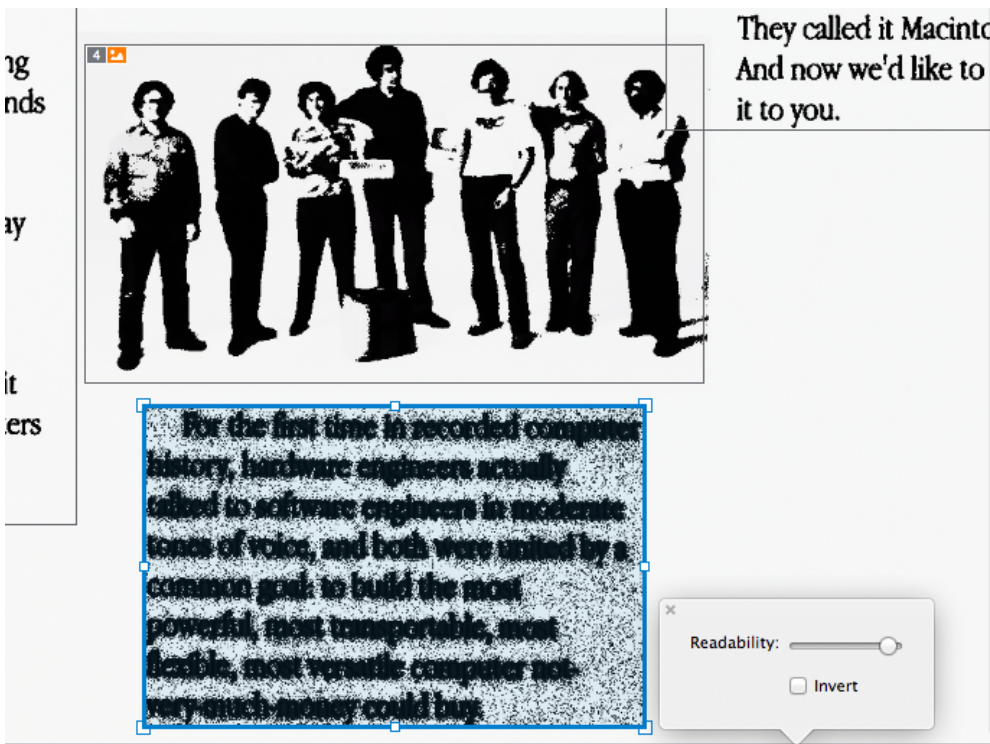 They called it Macinto
And now we'd like to
it to you.
ng
nds
ay
it
ers
4
For the first time in recorded computer
history, hardware engineers actually
talked to software engineers in moderate
tones of voice, and both were united by a
common goal: to build the most
powerful, most transportable, most
flexible, most versatile computer not-
very-much-money could buy.
Readability:
Invert